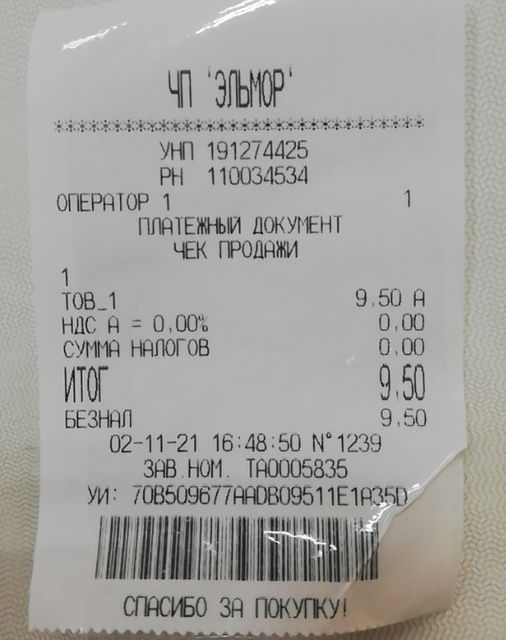 ЧП 'ЭЛЬМОР'
****************************************
УНП 191274425
РН 110034534
ОПЕРАТОР 1 1
ПЛАТЕЖНЫЙ ДОКУМЕНТ
ЧЕК ПРОДАЖИ
1
ТОВ_1 9,50 А
НДС А = 0,00% 0,00
СУММА НАЛОГОВ 0,00
ИТОГ 9,50
БЕЗНАЛ 9,50
02-11-21 16:48:50 N°1239
ЗАВ.НОМ. ТА0005835
УИ: 70B509677AADB09511E1A35D
СПАСИБО ЗА ПОКУПКУ!